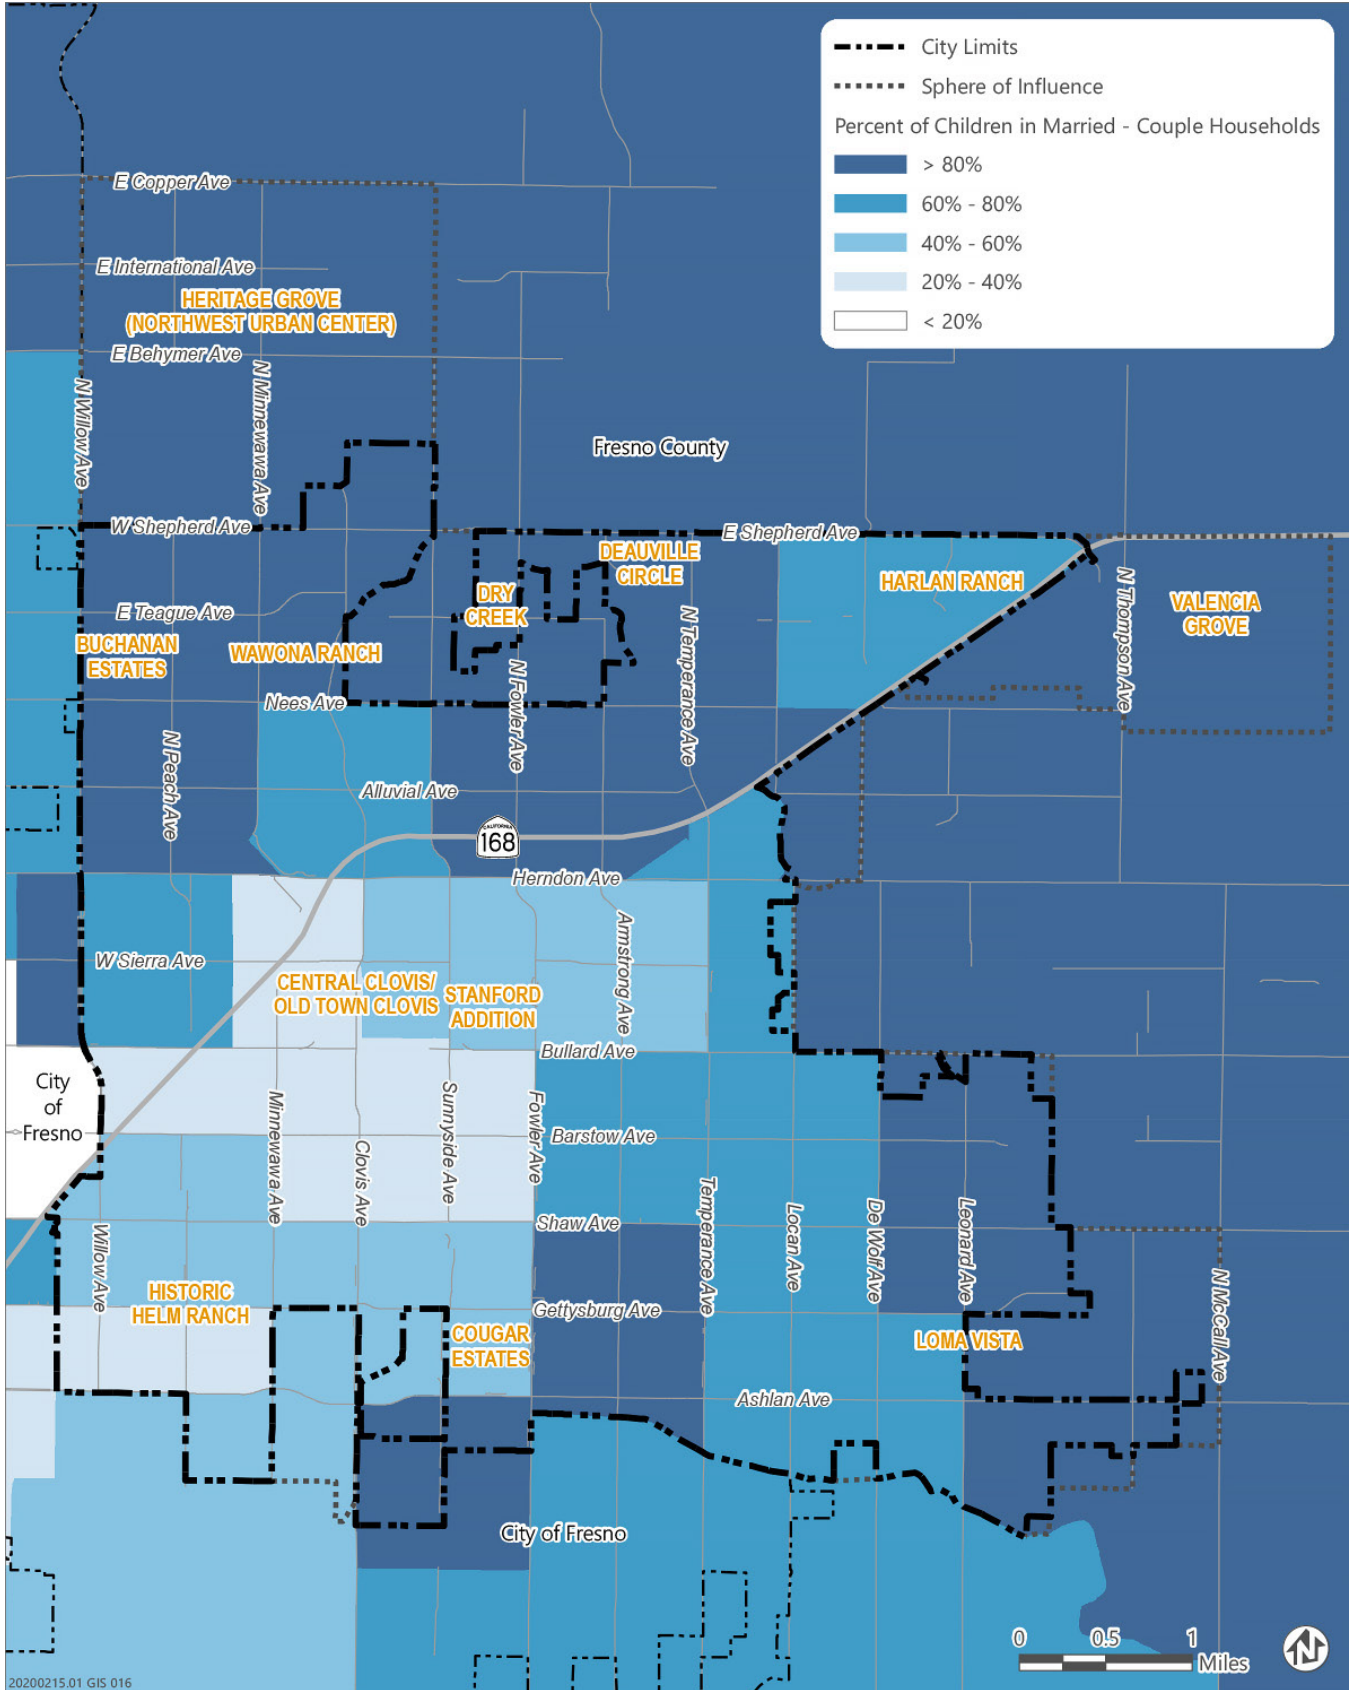 City Limits
Sphere of Influence
Percent of Children in Married - Couple Households
> 80%
60% - 80%
40% - 60%
20% - 40%
< 20%
E Copper Ave
E International Ave
HERITAGE GROVE
(NORTHWEST URBAN CENTER)
E Behymer Ave
N Willow Ave
N Minnewawa Ave
Fresno County
W Shepherd Ave
E Shepherd Ave
DEAUVILLE
CIRCLE
HARLAN RANCH
DRY
CREEK
N Thompson Ave
VALENCIA
GROVE
E Teague Ave
BUCHANAN
ESTATES
WAWONA RANCH
N Temperance Ave
N Fowler Ave
Nees Ave
N Peach Ave
Alluvial Ave
CALIFORNIA
168
Herndon Ave
Armstrong Ave
W Sierra Ave
CENTRAL CLOVIS/
OLD TOWN CLOVIS
STANFORD
ADDITION
Bullard Ave
City
of
Fresno
Minnewawa Ave
Clovis Ave
Sunnyside Ave
Fowler Ave
Barstow Ave
Temperance Ave
Locan Ave
De Wolf Ave
Leonard Ave
Shaw Ave
Willow Ave
HISTORIC
HELM RANCH
Gettysburg Ave
COUGAR
ESTATES
LOMA VISTA
N McCall Ave
Ashlan Ave
City of Fresno
0 0.5 1
Miles
N
20200215.01 GIS 016